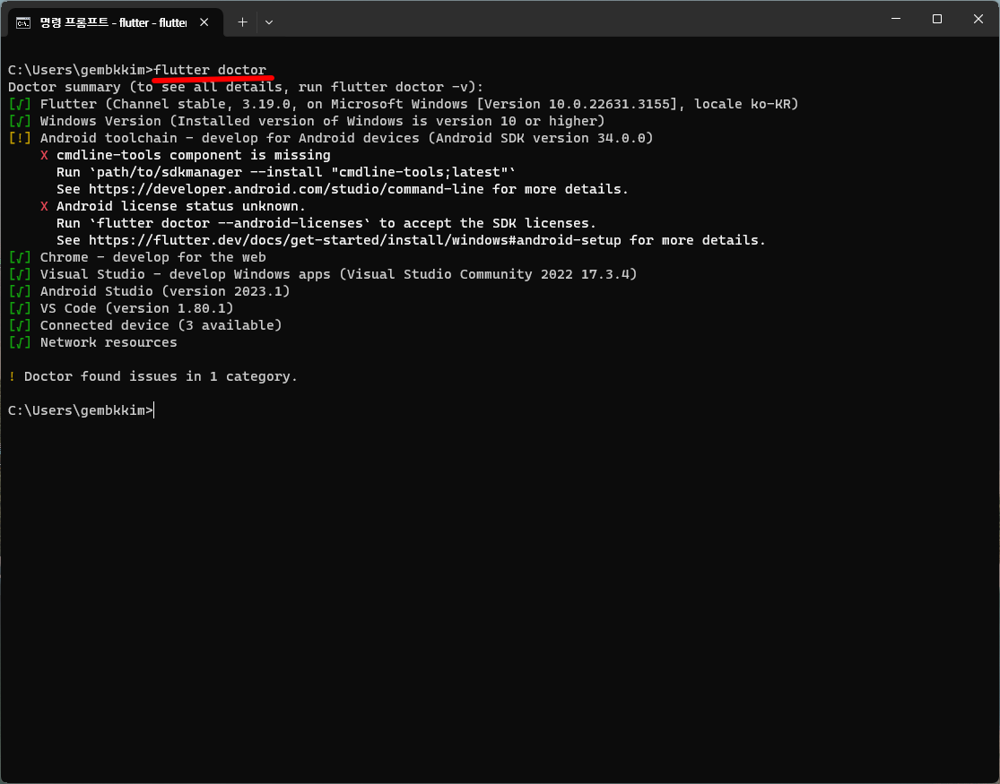 명령 프롬프트 - flutter - flutter
C:\Users\gembkkim>flutter doctor
Doctor summary (to see all details, run flutter doctor -v):
[√] Flutter (Channel stable, 3.19.0, on Microsoft Windows [Version 10.0.22631.3155], locale ko-KR)
[√] Windows Version (Installed version of Windows is version 10 or higher)
[!] Android toolchain - develop for Android devices (Android SDK version 34.0.0)
X cmdline-tools component is missing
Run `path/to/sdkmanager --install "cmdline-tools;latest"`
See https://developer.android.com/studio/command-line for more details.
X Android license status unknown.
Run `flutter doctor --android-licenses` to accept the SDK licenses.
See https://flutter.dev/docs/get-started/install/windows#android-setup for more details.
[√] Chrome - develop for the web
[√] Visual Studio - develop Windows apps (Visual Studio Community 2022 17.3.4)
[√] Android Studio (version 2023.1)
[√] VS Code (version 1.80.1)
[√] Connected device (3 available)
[√] Network resources
! Doctor found issues in 1 category.
C:\Users\gembkkim>